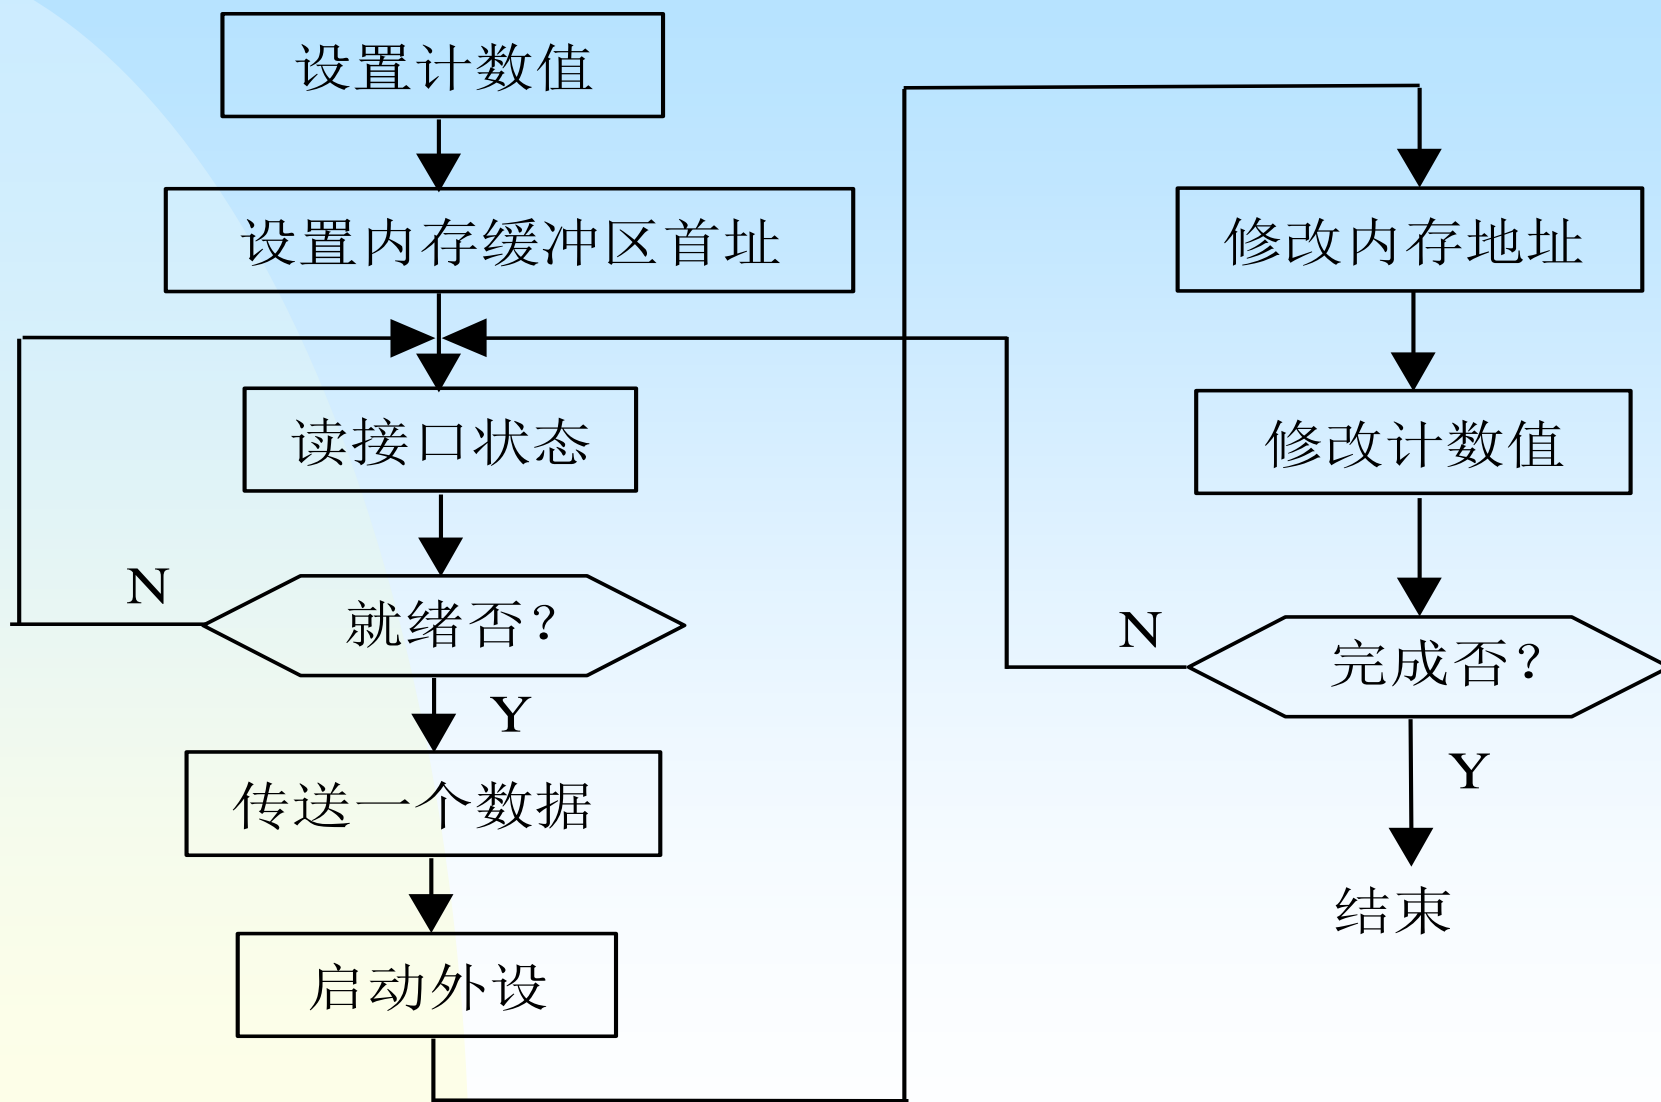 设置计数值
设置内存缓冲区首址
读接口状态
就绪否?
N
Y
传送一个数据
启动外设
修改内存地址
修改计数值
完成否?
N
Y
结束